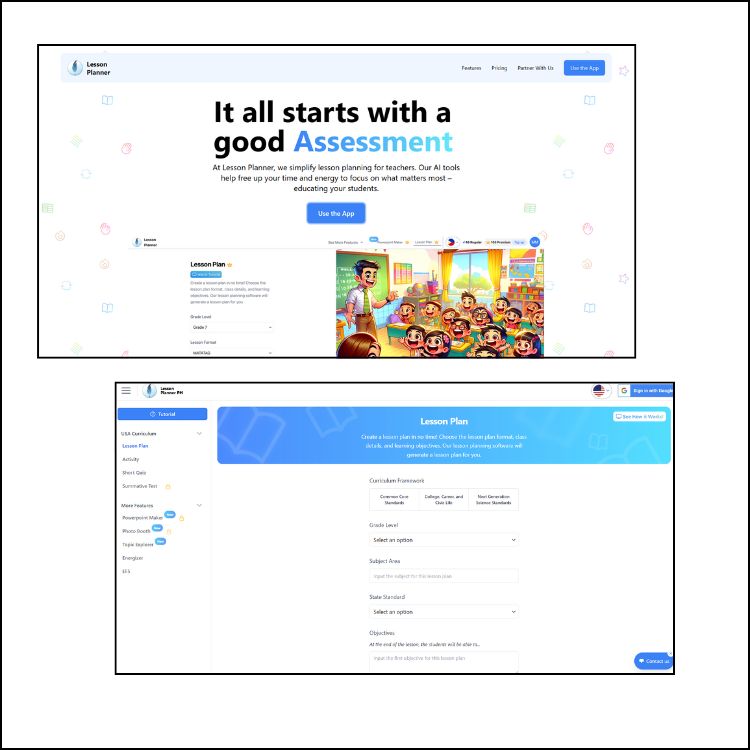 Lesson
Planner
Features Pricing Partner With Us Use the App
It all starts with a
good Assessment
At Lesson Planner, we simplify lesson planning for teachers. Our AI tools
help free up your time and energy to focus on what matters most –
educating your students.
Use the App
Lesson
Planner
See More Features New Powerpoint Maker Lesson Plan Regular Premium Top up MM
Lesson Plan
Create a lesson plan in no time! Choose the
lesson plan format, class details, and learning
objectives. Our lesson planning software will
generate a lesson plan for you.
Grade Level
Grade 7
Lesson Format
MATATAG
Lesson
Planner PH
Sign in with Google
Tutorial
USA Curriculum
Lesson Plan
Activity
Short Quiz
Summative Test
More Features
Powerpoint Maker New
Photo Booth New
Topic Explorer New
Energizer
LFS
Lesson Plan
See How it Works!
Create a lesson plan in no time! Choose the lesson plan format, class
details, and learning objectives. Our lesson planning software will
generate a lesson plan for you.
Curriculum Framework
Common Core
Standards
College, Career, and
Civic Life
Next Generation
Science Standards
Grade Level
Select an option
Subject Area
Input the subject for this lesson plan
State Standard
Select an option
Objectives
At the end of the lesson, the students will be able to...
Input the first objective for this lesson plan
Contact us